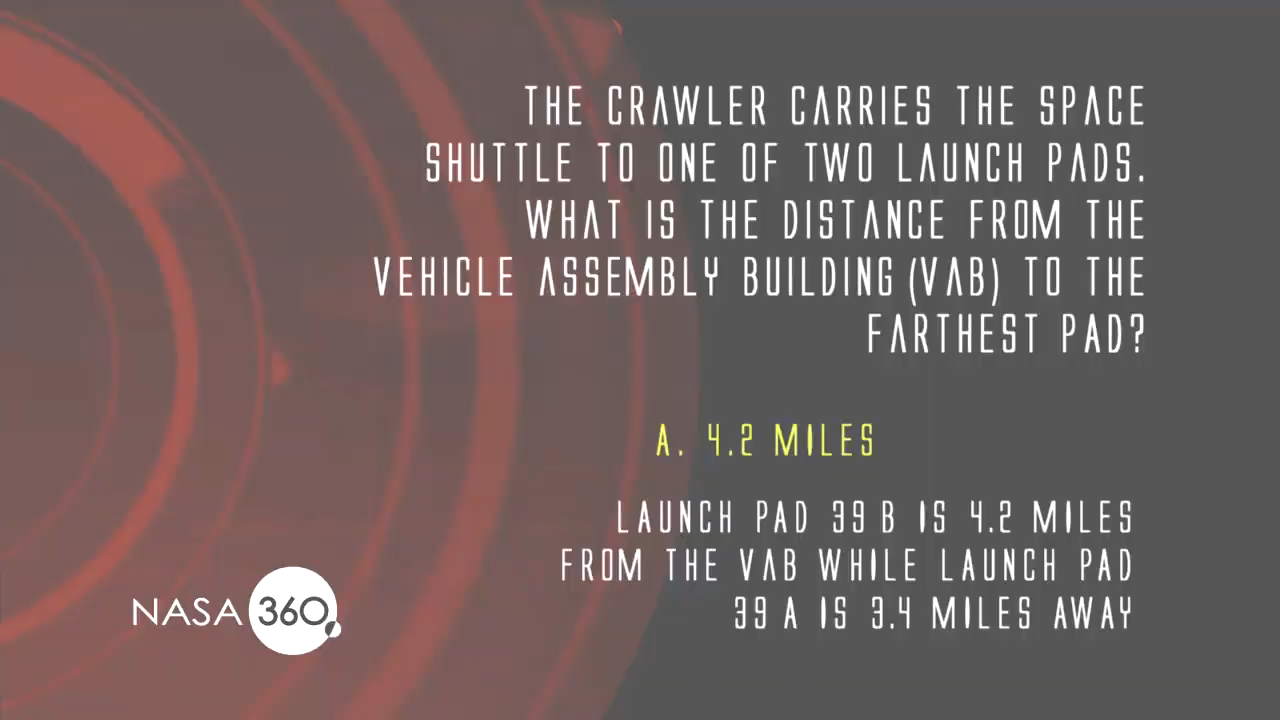 THE CRAWLER CARRIES THE SPACE
SHUTTLE TO ONE OF TWO LAUNCH PADS.
WHAT IS THE DISTANCE FROM THE
VEHICLE ASSEMBLY BUILDING (VAB) TO THE
FARTHEST PAD?
A. 4.2 MILES
LAUNCH PAD 39 B IS 4.2 MILES
FROM THE VAB WHILE LAUNCH PAD
39 A IS 3.4 MILES AWAY
NASA 360